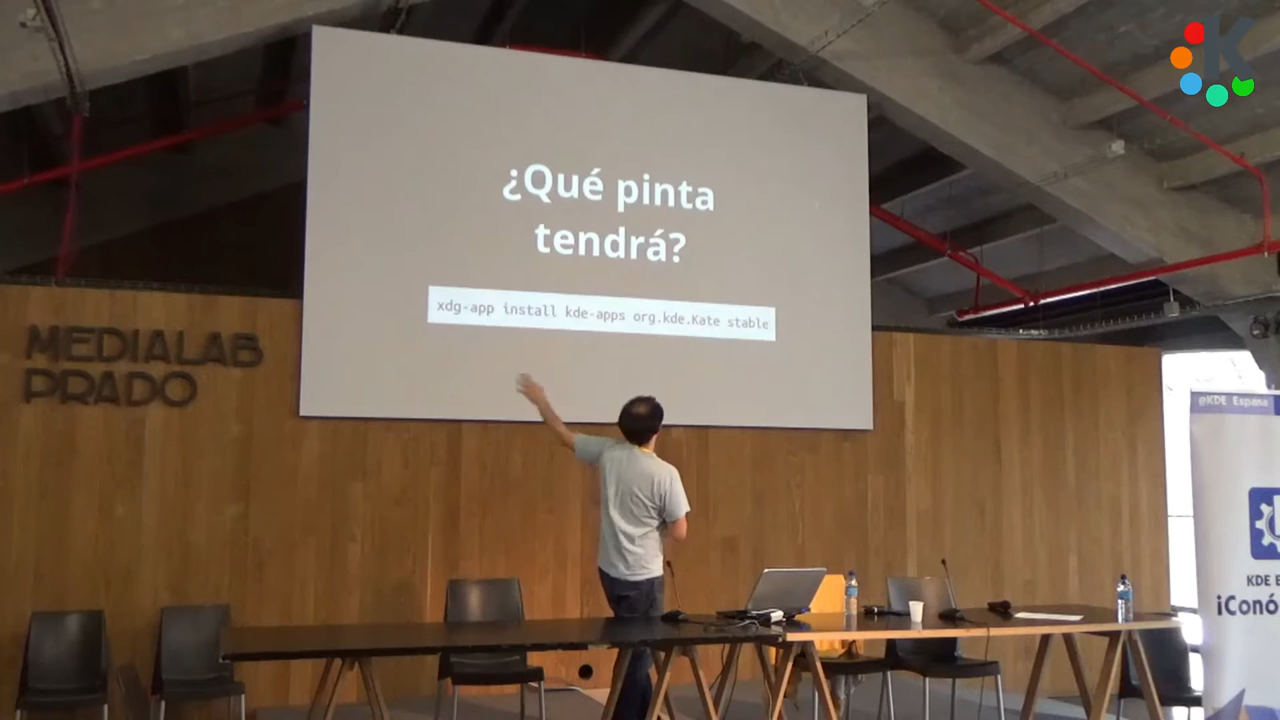 ¿Qué pinta
tendrá?
xdg-app install kde-apps org.kde.Kate stable
MEDIALAB
PRADO
@KDE España
KDE E
¡Conó
K